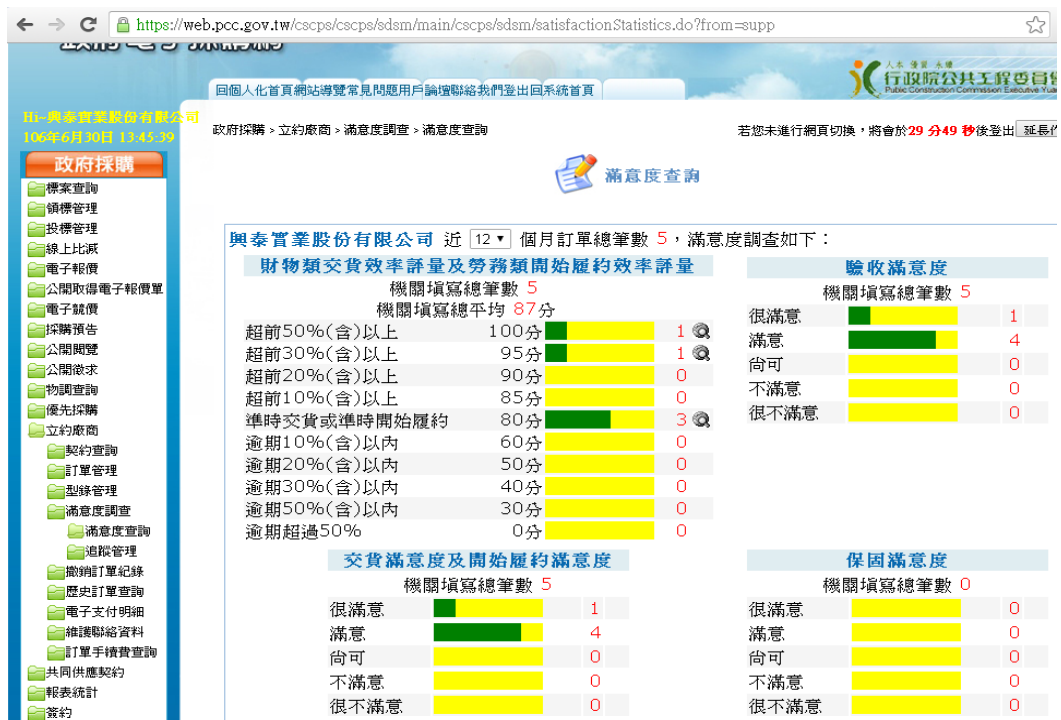 https://web.pcc.gov.tw/cscps/cscps/sdsm/main/cscps/sdsm/satisfactionStatistics.do?from=supp
政府電子採購網
人本 優質 永續
行政院公共工程委員會
Public Construction Commission Executive Yuan
回個人化首頁網站導覽常見問題用戶論壇聯絡我們登出回系統首頁
Hi~興泰實業股份有限公司
106年6月30日 13:45:39
政府採購 > 立約廠商 > 滿意度調查 > 滿意度查詢
若您未進行網頁切換，將會於29 分49 秒後登出 延長作
政府採購
標案查詢
領標管理
投標管理
線上比減
電子報價
公開取得電子報價單
電子競價
採購預告
公開閱覽
公開徵求
物調查詢
優先採購
立約廠商
契約查詢
訂單管理
型錄管理
滿意度調查
滿意度查詢
追蹤管理
撤銷訂單紀錄
歷史訂單查詢
電子支付明細
維護聯絡資料
訂單手續費查詢
共同供應契約
報表統計
簽約
滿意度查詢
興泰實業股份有限公司 近 12 個月訂單總筆數 5，滿意度調查如下：
財物類交貨效率評量及勞務類開始履約效率評量
機關填寫總筆數 5
機關填寫總平均 87分
超前50%(含)以上 100分 1
超前30%(含)以上 95分 1
超前20%(含)以上 90分 0
超前10%(含)以上 85分 0
準時交貨或準時開始履約 80分 3
逾期10%(含)以內 60分 0
逾期20%(含)以內 50分 0
逾期30%(含)以內 40分 0
逾期50%(含)以內 30分 0
逾期超過50% 0分 0
驗收滿意度
機關填寫總筆數 5
很滿意 1
滿意 4
尚可 0
不滿意 0
很不滿意 0
交貨滿意度及開始履約滿意度
機關填寫總筆數 5
很滿意 1
滿意 4
尚可 0
不滿意 0
很不滿意 0
保固滿意度
機關填寫總筆數 0
很滿意 0
滿意 0
尚可 0
不滿意 0
很不滿意 0